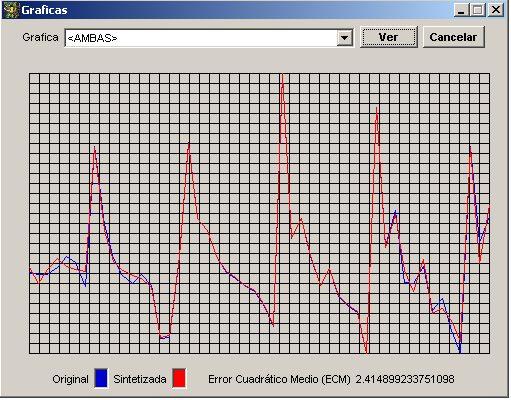 Graficas
Grafica <AMBAS> Ver Cancelar
Original Sintetizada Error Cuadrático Medio (ECM) 2.414899233751098